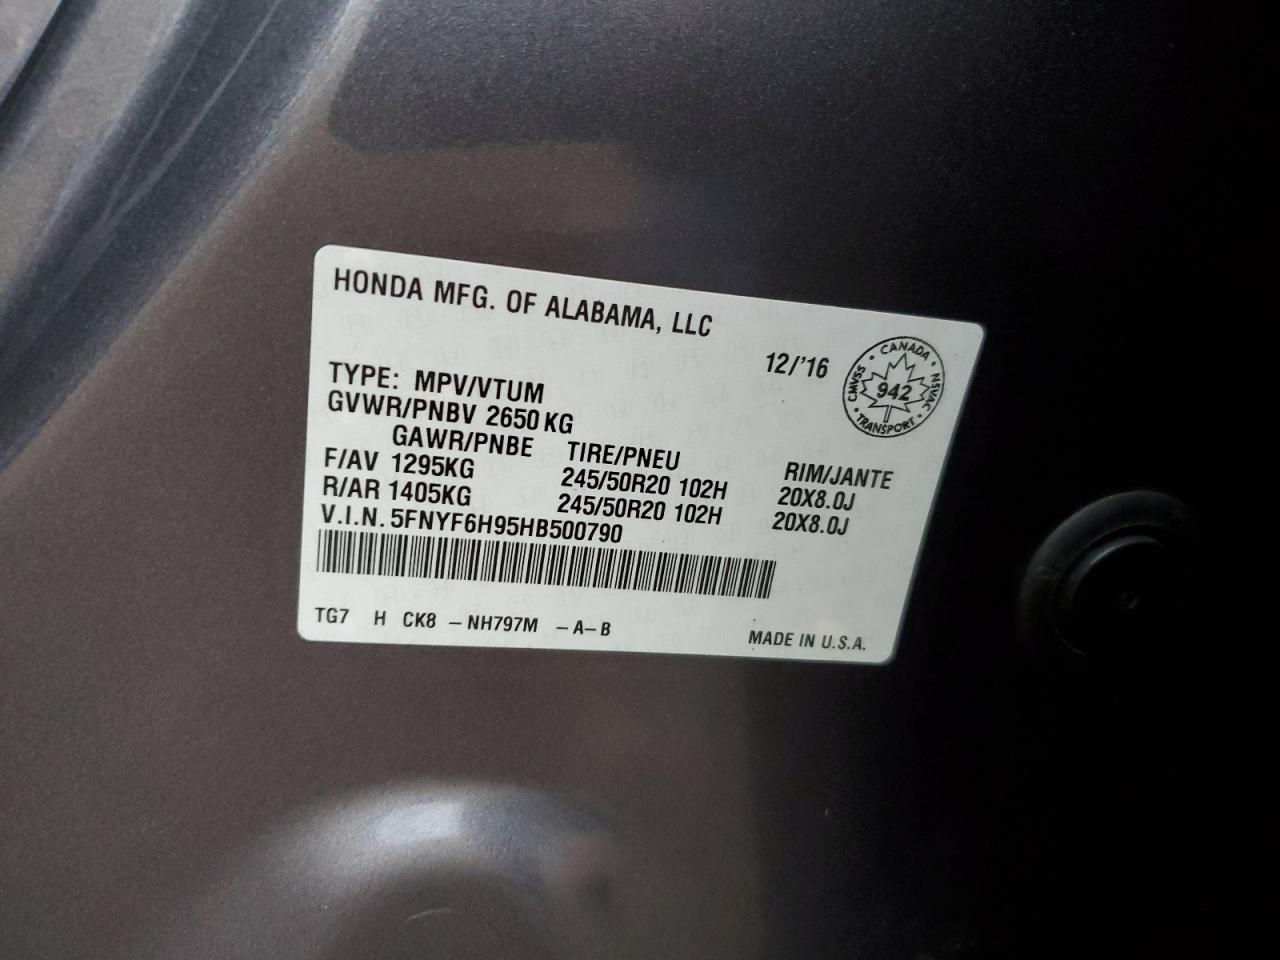 HONDA MFG. OF ALABAMA, LLC
12/'16
CANADA
CMVSS
942
NSVAC
TRANSPORT
TYPE: MPV/VTUM
GVWR/PNBV 2650 KG
GAWR/PNBE TIRE/PNEU RIM/JANTE
F/AV 1295KG 245/50R20 102H 20X8.0J
R/AR 1405KG 245/50R20 102H 20X8.0J
V.I.N. 5FNYF6H95HB500790
TG7 H CK8 – NH797M – A – B
MADE IN U.S.A.